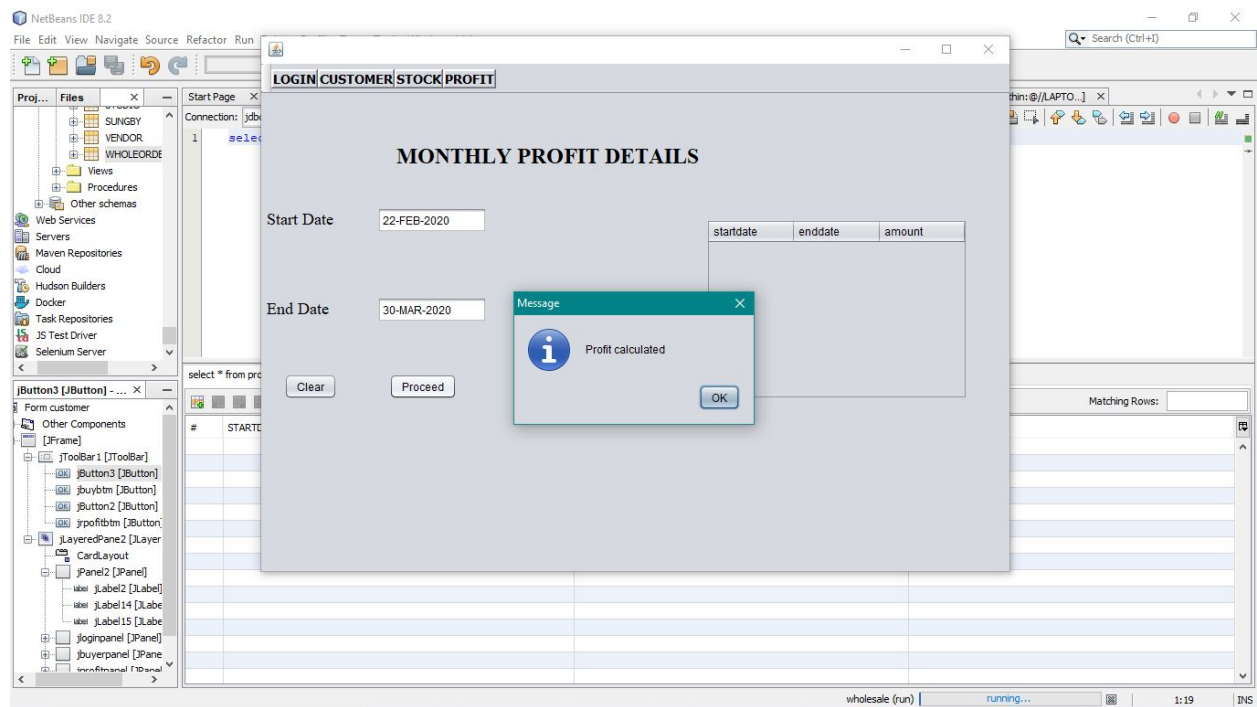 NetBeans IDE 8.2
File Edit View Navigate Source Refactor Run
Search (Ctrl+I)
LOGIN CUSTOMER STOCK PROFIT
Proj... Files
Start Page
thin:@//LAPTO...]
SUNGBY
VENDOR
WHOLEORDE
Views
Procedures
Other schemas
Web Services
Servers
Maven Repositories
Cloud
Hudson Builders
Docker
Task Repositories
JS Test Driver
Selenium Server
Connection: jdb
1 selec
MONTHLY PROFIT DETAILS
Start Date 22-FEB-2020
startdate enddate amount
End Date 30-MAR-2020
Message
Profit calculated
OK
Clear Proceed
select * from pro
Matching Rows:
# STARTD
jButton3 [JButton] - ...
Form customer
Other Components
[JFrame]
jToolBar1 [JToolBar]
jButton3 [JButton]
jbuybtm [JButton]
jButton2 [JButton]
jrpofitbtm [JButton]
jLayeredPane2 [JLayer
CardLayout
jPanel2 [JPanel]
label jLabel2 [JLabel]
label jLabel14 [JLabe
label jLabel15 [JLabe
jloginpanel [JPanel]
jbuyerpanel [JPane
wholesale (run) running... 1:19 INS